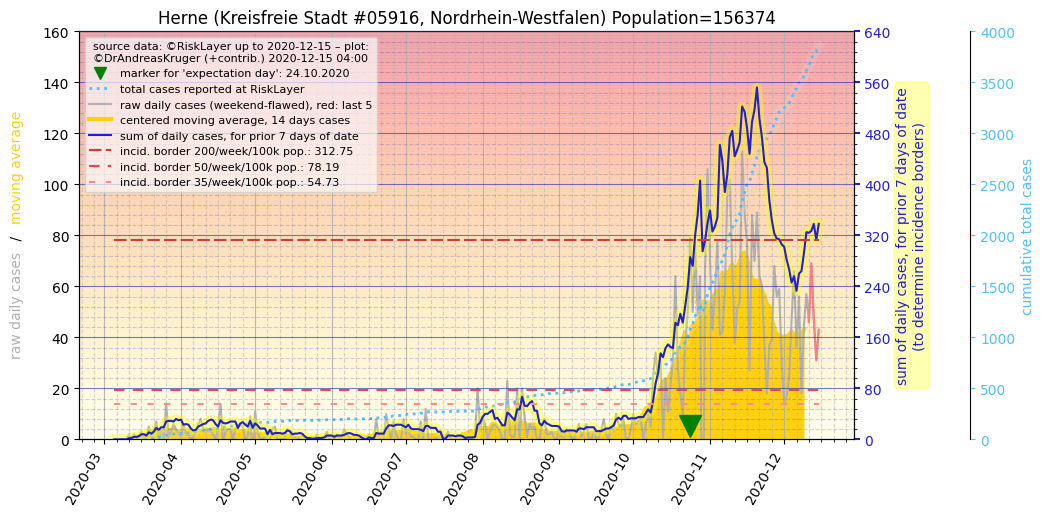 Herne (Kreisfreie Stadt #05916, Nordrhein-Westfalen) Population=156374
source data: ©RiskLayer up to 2020-12-15 – plot:
©DrAndreasKruger (+contrib.) 2020-12-15 04:00
marker for 'expectation day': 24.10.2020
total cases reported at RiskLayer
raw daily cases (weekend-flawed), red: last 5
centered moving average, 14 days cases
sum of daily cases, for prior 7 days of date
incid. border 200/week/100k pop.: 312.75
incid. border 50/week/100k pop.: 78.19
incid. border 35/week/100k pop.: 54.73
raw daily cases / moving average
160
140
120
100
80
60
40
20
0
640
560
480
400
320
240
160
80
0
sum of daily cases, for prior 7 days of date
(to determine incidence borders)
4000
3500
3000
2500
2000
1500
1000
500
0
cumulative total cases
2020-03
2020-04
2020-05
2020-06
2020-07
2020-08
2020-09
2020-10
2020-11
2020-12